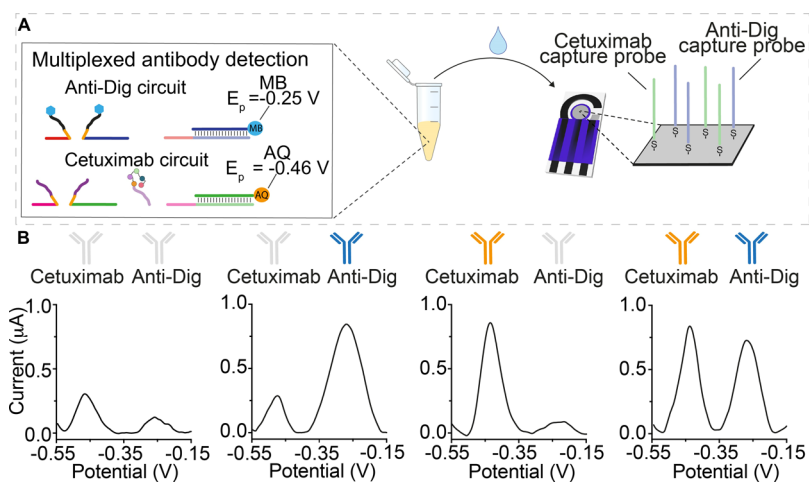 A
Multiplexed antibody detection
Anti-Dig circuit
MB
Ep =-0.25 V
MB
Cetuximab circuit
AQ
Ep =-0.46 V
AQ
Cetuximab
capture probe
Anti-Dig
capture probe
S
S
S
S
S
S
B
Cetuximab Anti-Dig
Cetuximab Anti-Dig
Cetuximab Anti-Dig
Cetuximab Anti-Dig
Current (μA)
1.0
0.5
0.0
-0.55 -0.35 -0.15
Potential (V)
1.0
0.5
0.0
-0.55 -0.35 -0.15
Potential (V)
1.0
0.5
0.0
-0.55 -0.35 -0.15
Potential (V)
1.0
0.5
0.0
-0.55 -0.35 -0.15
Potential (V)